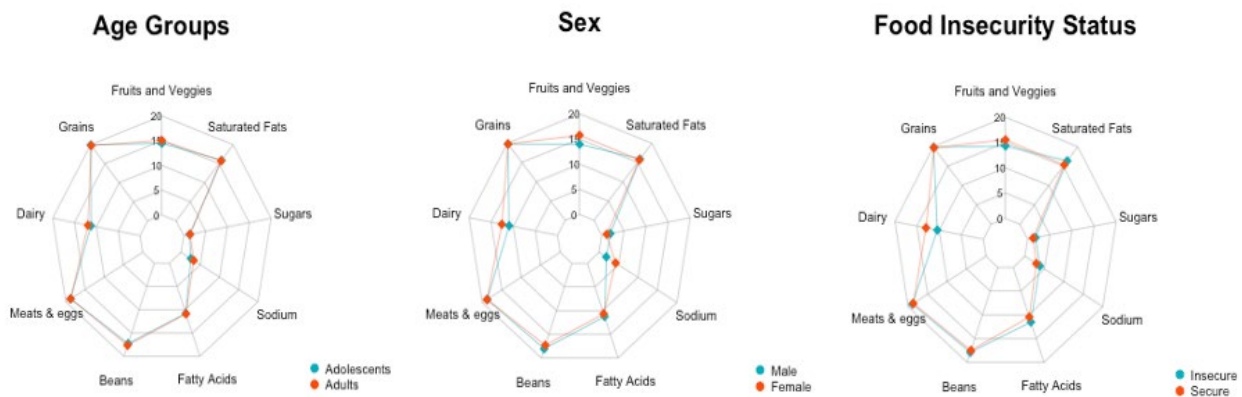 Age Groups
Fruits and Veggies
20
Grains
15
Saturated Fats
10
5
Dairy
0
Sugars
Meats & eggs
Sodium
Beans
Fatty Acids
Adolescents
Adults
Sex
Fruits and Veggies
20
Grains
15
Saturated Fats
10
5
Dairy
0
Sugars
Meats & eggs
Sodium
Beans
Fatty Acids
Male
Female
Food Insecurity Status
Fruits and Veggies
20
Grains
15
Saturated Fats
10
5
Dairy
0
Sugars
Meats & eggs
Sodium
Beans
Fatty Acids
Insecure
Secure